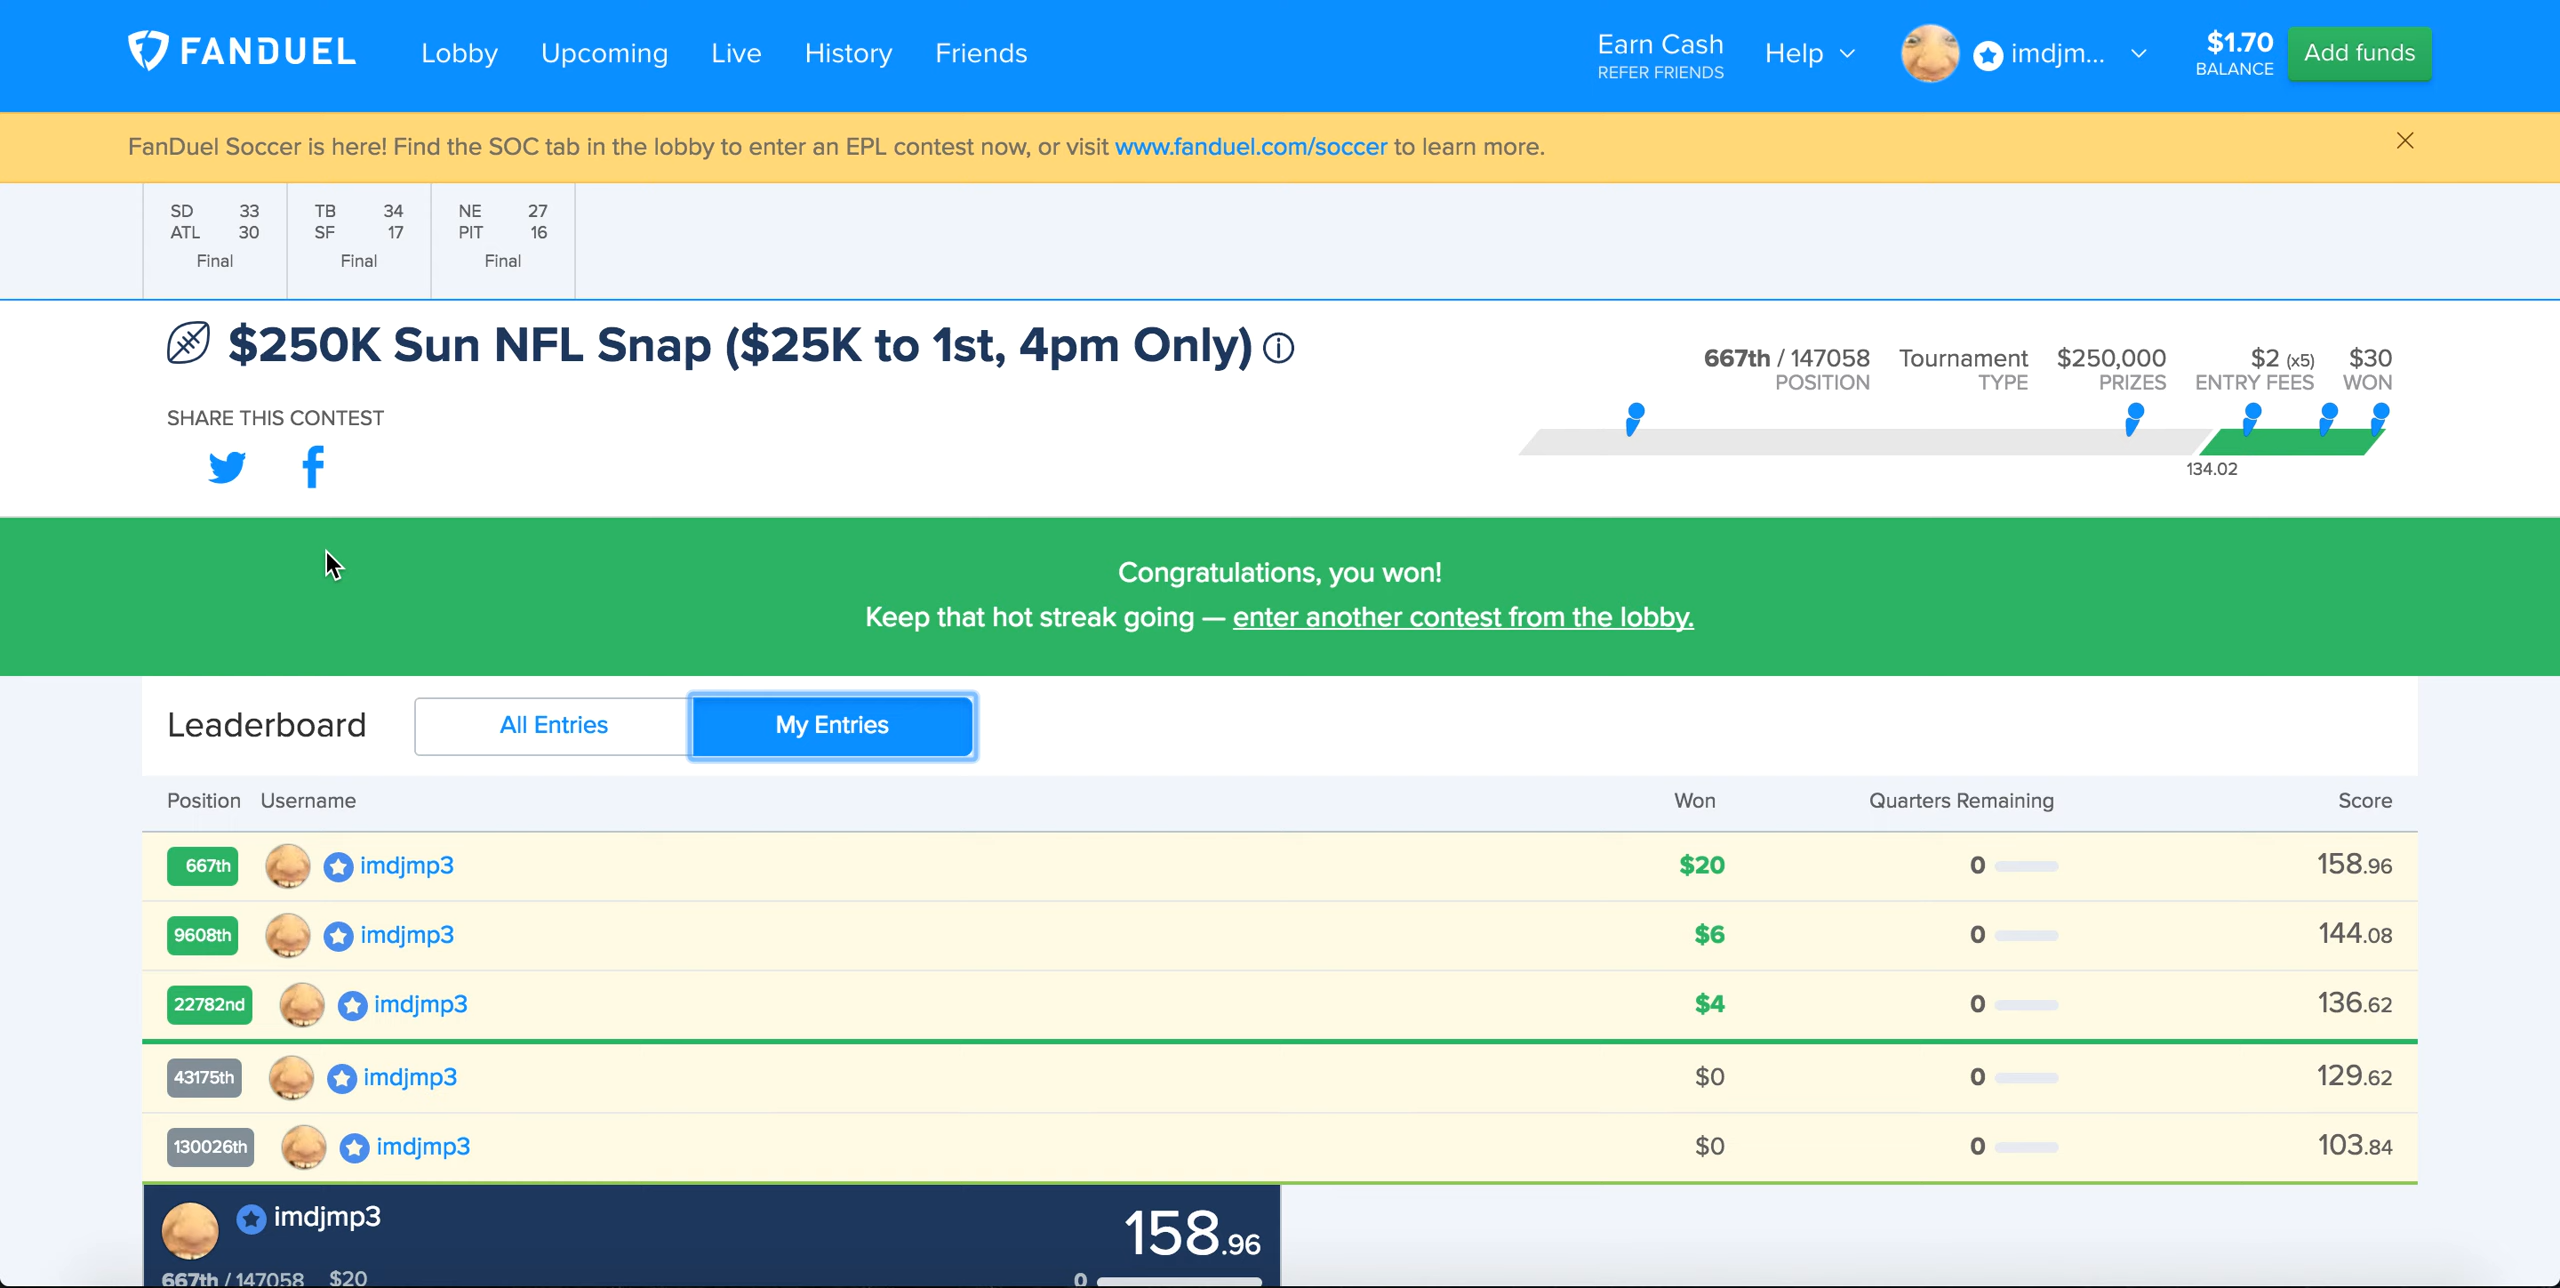 FANDUEL
Lobby Upcoming Live History Friends
Earn Cash
REFER FRIENDS
Help
imdjm...
$1.70
BALANCE
Add funds
FanDuel Soccer is here! Find the SOC tab in the lobby to enter an EPL contest now, or visit www.fanduel.com/soccer to learn more.
SD 33
ATL 30
Final
TB 34
SF 17
Final
NE 27
PIT 16
Final
$250K Sun NFL Snap ($25K to 1st, 4pm Only)
SHARE THIS CONTEST
667th / 147058
POSITION
Tournament
TYPE
$250,000
PRIZES
$2 (x5)
ENTRY FEES
$30
WON
134.02
Congratulations, you won!
Keep that hot streak going — enter another contest from the lobby.
Leaderboard All Entries My Entries
Position Username Won Quarters Remaining Score
667th imdjmp3 $20 0 158.96
9608th imdjmp3 $6 0 144.08
22782nd imdjmp3 $4 0 136.62
43175th imdjmp3 $0 0 129.62
130026th imdjmp3 $0 0 103.84
imdjmp3 158.96
667th / 147058 $20 0